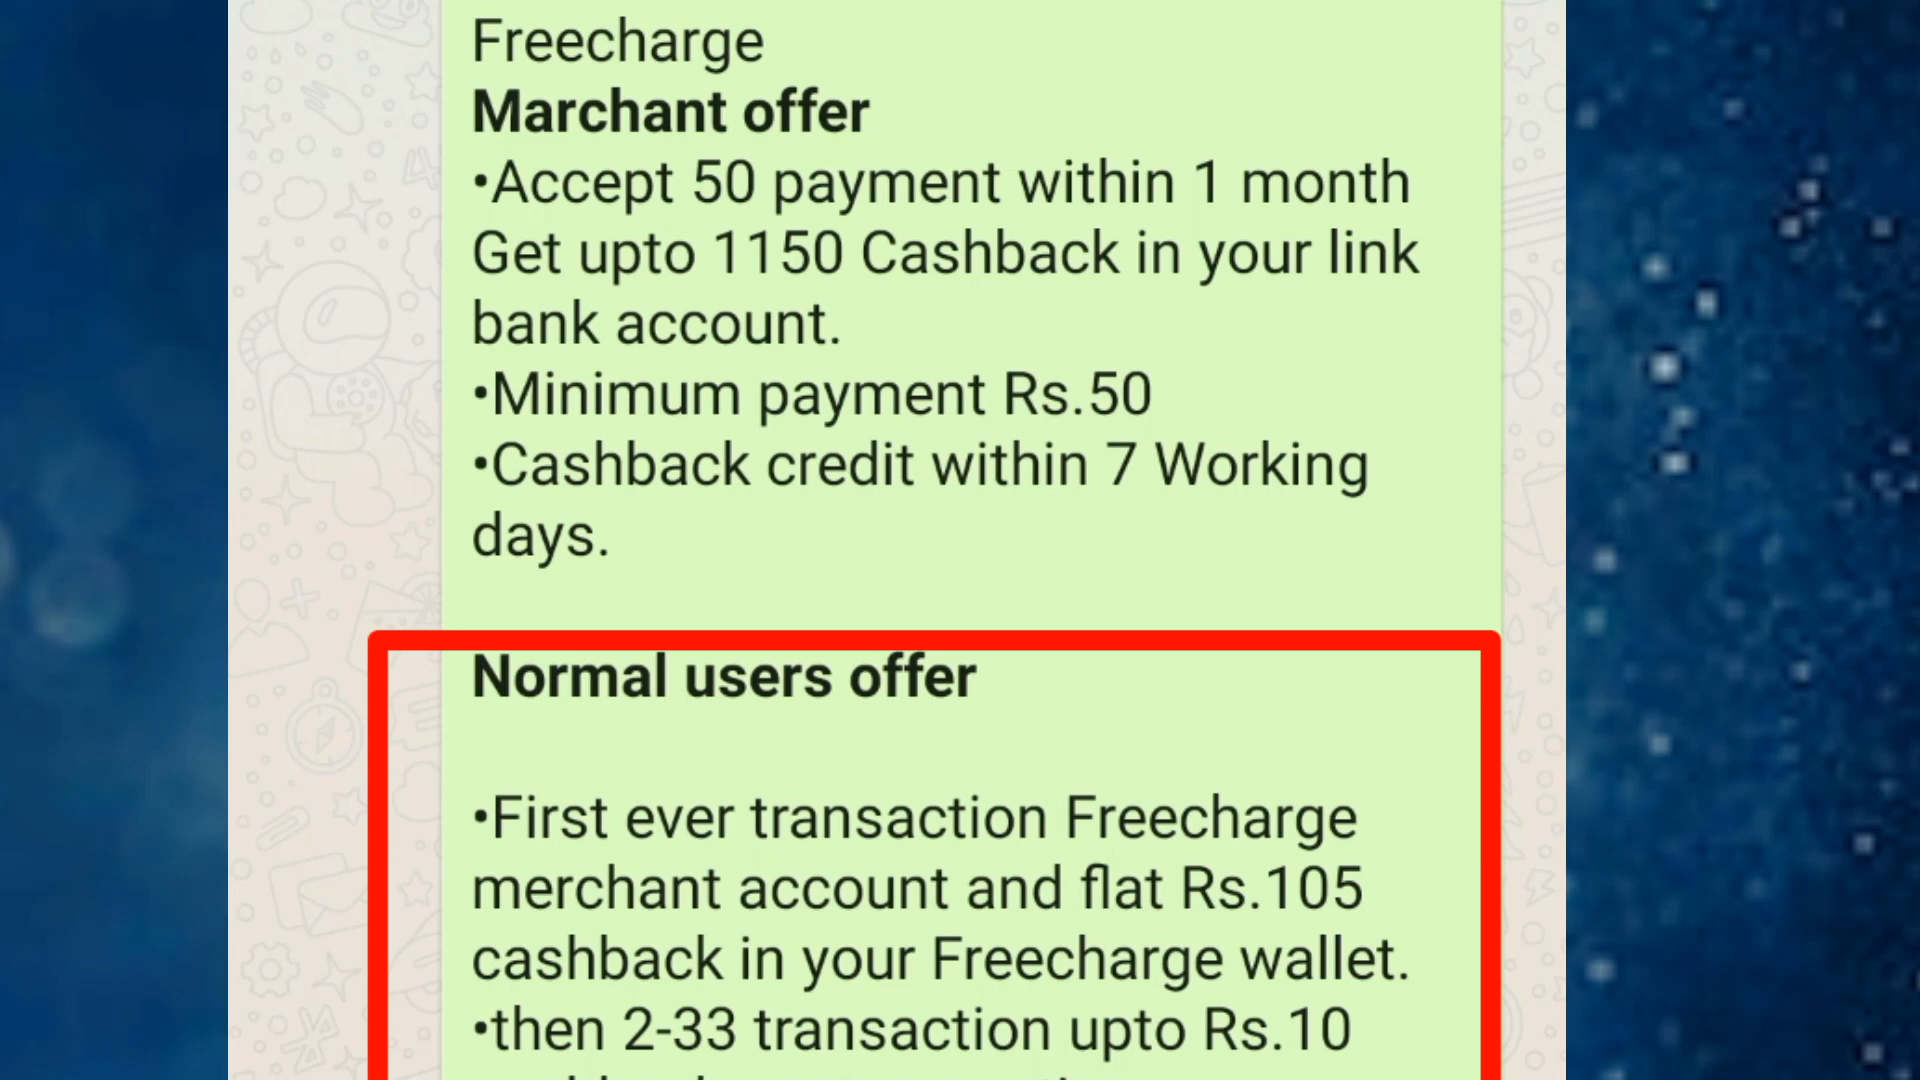 Freecharge
Marchant offer
•Accept 50 payment within 1 month
Get upto 1150 Cashback in your link
bank account.
•Minimum payment Rs.50
•Cashback credit within 7 Working
days.
Normal users offer
•First ever transaction Freecharge
merchant account and flat Rs.105
cashback in your Freecharge wallet.
•then 2-33 transaction upto Rs.10